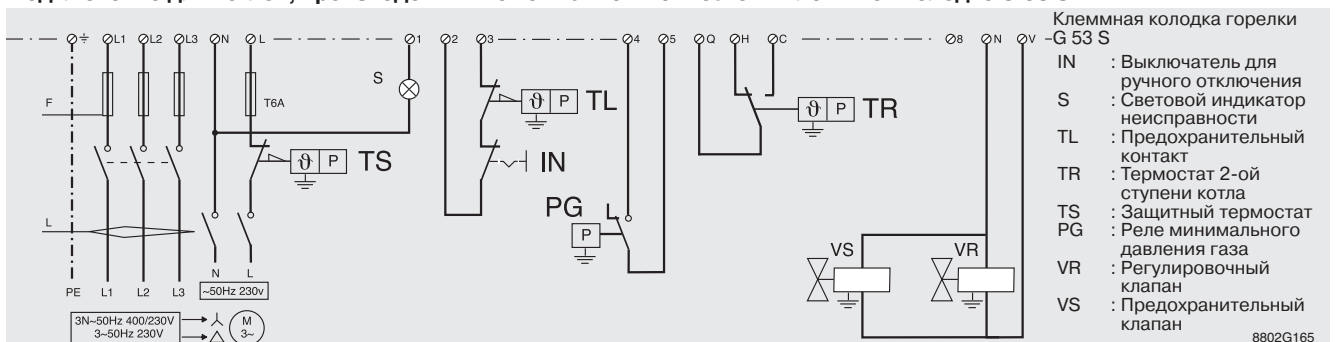 ⏚ L1 L2 L3 N L 1 2 3 4 5 Q H C 8 N V
Клеммная колодка горелки
G 53 S
IN : Выключатель для
ручного отключения
S : Световой индикатор
неисправности
TL : Предохранительный
контакт
TR : Термостат 2-ой
ступени котла
TS : Защитный термостат
PG : Реле минимального
давления газа
VR : Регулировочный
клапан
VS : Предохранительный
клапан
8802G165
S
F
T6A
ϑ P TL
ϑ P TR
ϑ P TS
IN
PG
P
L
VS
VR
N L
PE L1 L2 L3
~50Hz 230v
3N~50Hz 400/230V
3~50Hz 230V
M
3~